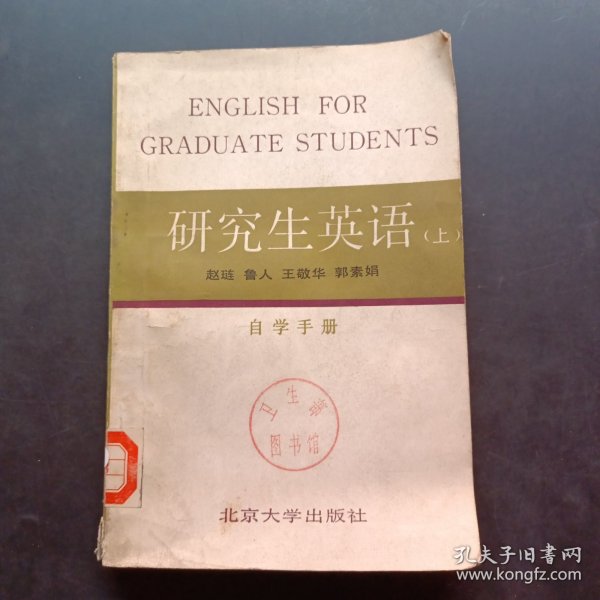 ENGLISH FOR
GRADUATE STUDENTS
研究生英语(上)
赵琏 鲁人 王敬华 郭素娟
自学手册
卫生学
图书馆
北京大学出版社
孔夫子旧书网
www.kongfz.com